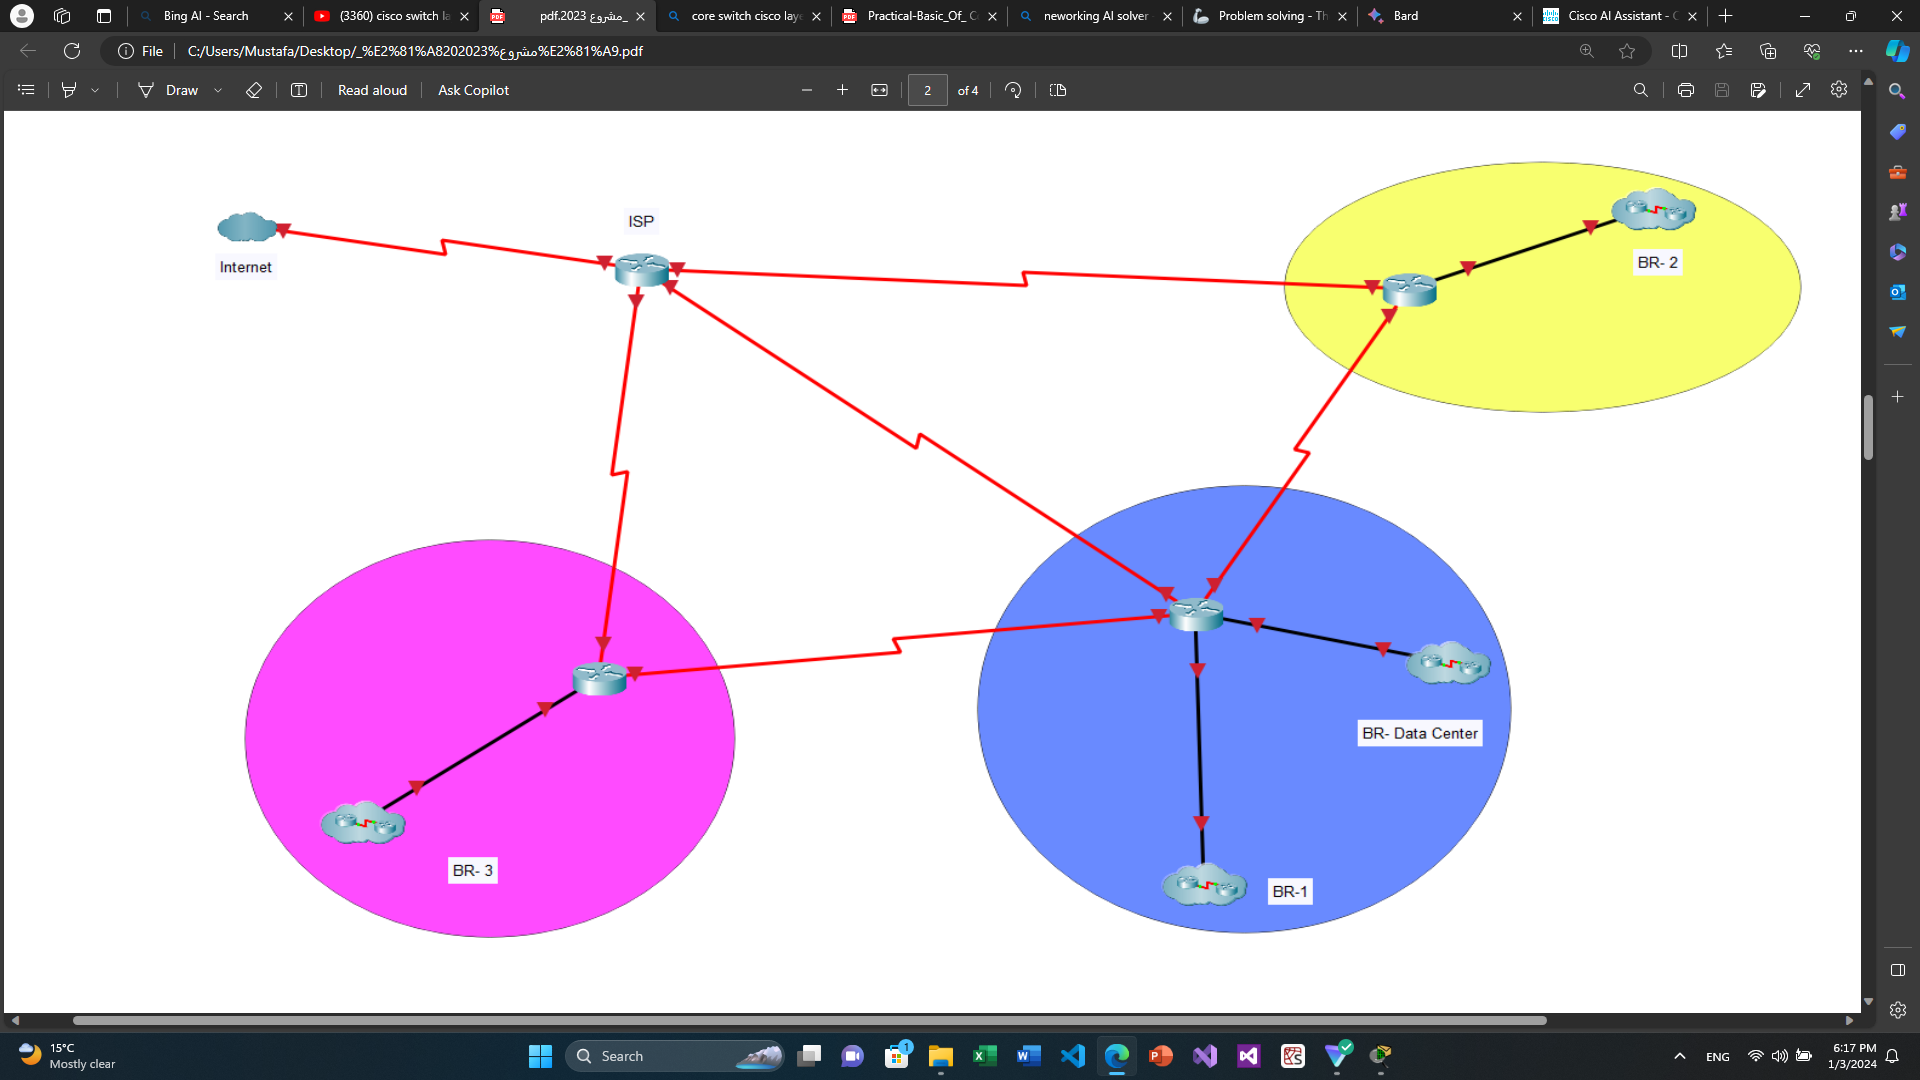 Bing AI - Search
(3360) cisco switch la
pdf.2023 مشروع_
core switch cisco lay
Practical-Basic_Of_ C
neworking AI solver
Problem solving - Th
Bard
Cisco AI Assistant - C
File
C:/Users/Mustafa/Desktop/_%E2%81%A8202023%مشروع%E2%81%A9.pdf
Draw
Read aloud
Ask Copilot
2
of 4
ISP
Internet
BR- 2
BR- Data Center
BR- 3
BR-1
15°C
Mostly clear
Search
1
ENG
6:17 PM
1/3/2024